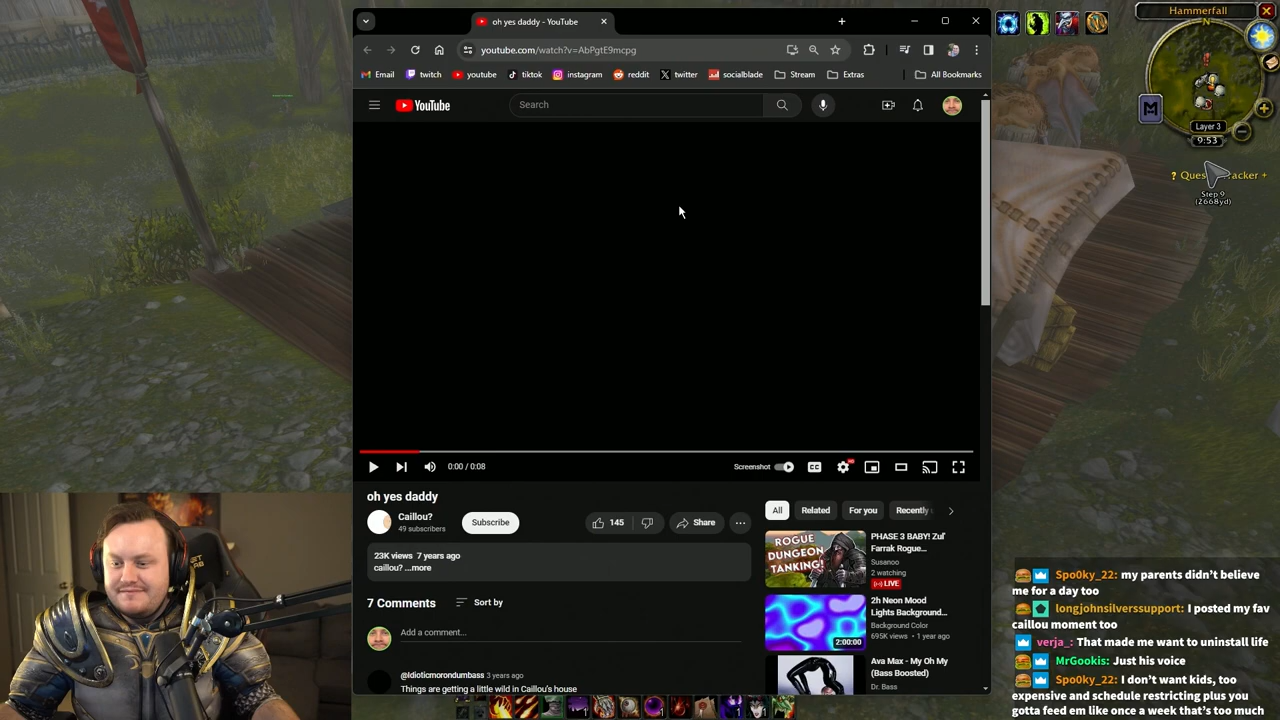 oh yes daddy - YouTube
youtube.com/watch?v=AbPgtE9mcpg
Email
twitch
youtube
tiktok
instagram
reddit
twitter
socialblade
Stream
Extras
All Bookmarks
YouTube
Search
0:00 / 0:08
Screenshot
CC
HD
oh yes daddy
Caillou?
49 subscribers
Subscribe
145
Share
23K views 7 years ago
caillou? ...more
7 Comments
Sort by
Add a comment...
@Idioticmorondumbass 3 years ago
Things are getting a little wild in Caillou's house
All
Related
For you
Recently
ROGUE
DUNGEON
TANKING!
PHASE 3 BABY! Zul'
Farrak Rogue...
Susanoo
2 watching
LIVE
2:00:00
2h Neon Mood
Lights Background...
Background Color
695K views • 1 year ago
Ava Max - My Oh My
(Bass Boosted)
Dr. Bass
Hammerfall
N
M
Layer 3
9:53
? Ques acker +
Step 9
(2668yd)
Spo0ky_22: my parents didn't believe
me for a day too
longjohnsilverssupport: I posted my fav
caillou moment too
verja_: That made me want to uninstall life
MrGookis: Just his voice
Spo0ky_22: I don't want kids, too
expensive and schedule restricting plus you
gotta feed em like once a week that's too much